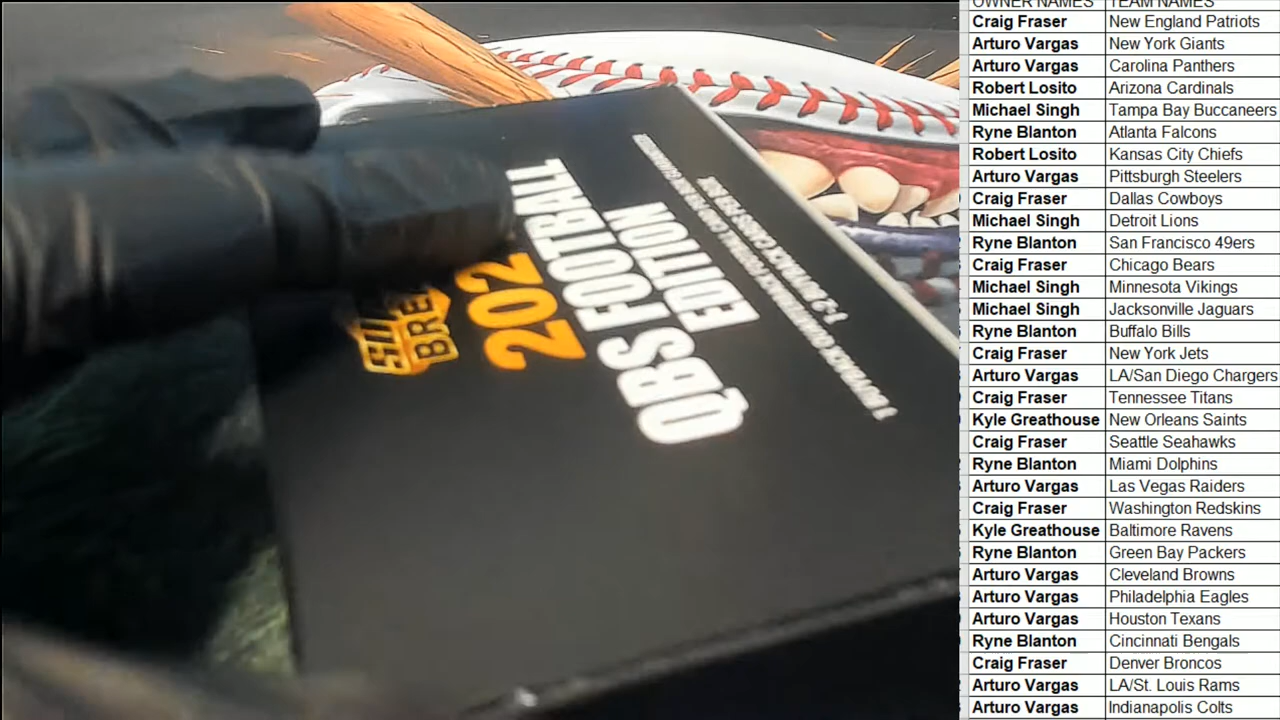 QBS FOOTBALL
EDITION
202
BRE
OWNER NAMES TEAM NAMES
Craig Fraser New England Patriots
Arturo Vargas New York Giants
Arturo Vargas Carolina Panthers
Robert Losito Arizona Cardinals
Michael Singh Tampa Bay Buccaneers
Ryne Blanton Atlanta Falcons
Robert Losito Kansas City Chiefs
Arturo Vargas Pittsburgh Steelers
Craig Fraser Dallas Cowboys
Michael Singh Detroit Lions
Ryne Blanton San Francisco 49ers
Craig Fraser Chicago Bears
Michael Singh Minnesota Vikings
Michael Singh Jacksonville Jaguars
Ryne Blanton Buffalo Bills
Craig Fraser New York Jets
Arturo Vargas LA/San Diego Chargers
Craig Fraser Tennessee Titans
Kyle Greathouse New Orleans Saints
Craig Fraser Seattle Seahawks
Ryne Blanton Miami Dolphins
Arturo Vargas Las Vegas Raiders
Craig Fraser Washington Redskins
Kyle Greathouse Baltimore Ravens
Ryne Blanton Green Bay Packers
Arturo Vargas Cleveland Browns
Arturo Vargas Philadelphia Eagles
Arturo Vargas Houston Texans
Ryne Blanton Cincinnati Bengals
Craig Fraser Denver Broncos
Arturo Vargas LA/St. Louis Rams
Arturo Vargas Indianapolis Colts